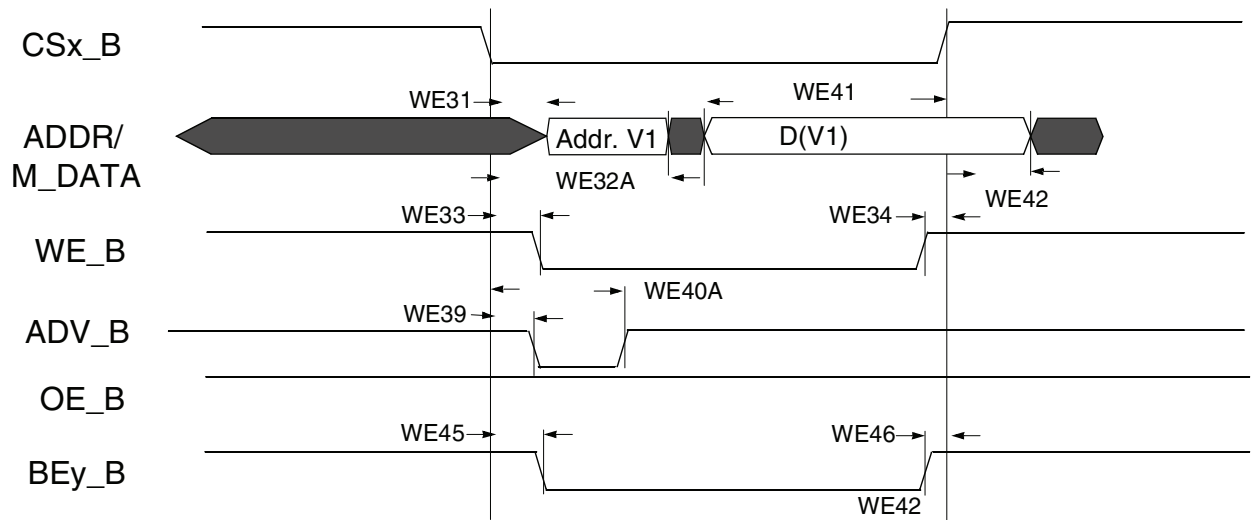 CSx_B
WE31
WE41
ADDR/
M_DATA
Addr. V1
D(V1)
WE32A
WE42
WE33
WE34
WE_B
WE40A
WE39
ADV_B
OE_B
WE45
WE46
BEy_B
WE42